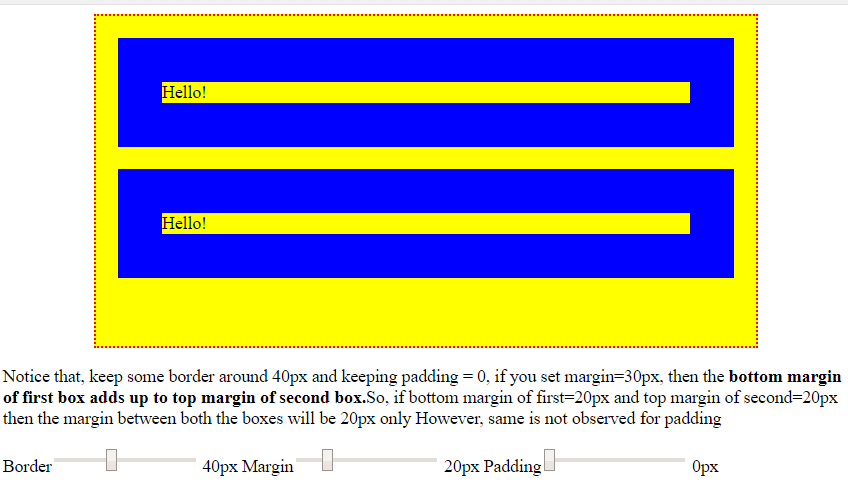 Hello!
Hello!
Notice that, keep some border around 40px and keeping padding = 0, if you set margin=30px, then the bottom margin
of first box adds up to top margin of second box.So, if bottom margin of first=20px and top margin of second=20px
then the margin between both the boxes will be 20px only However, same is not observed for padding
Border 40px Margin 20px Padding 0px